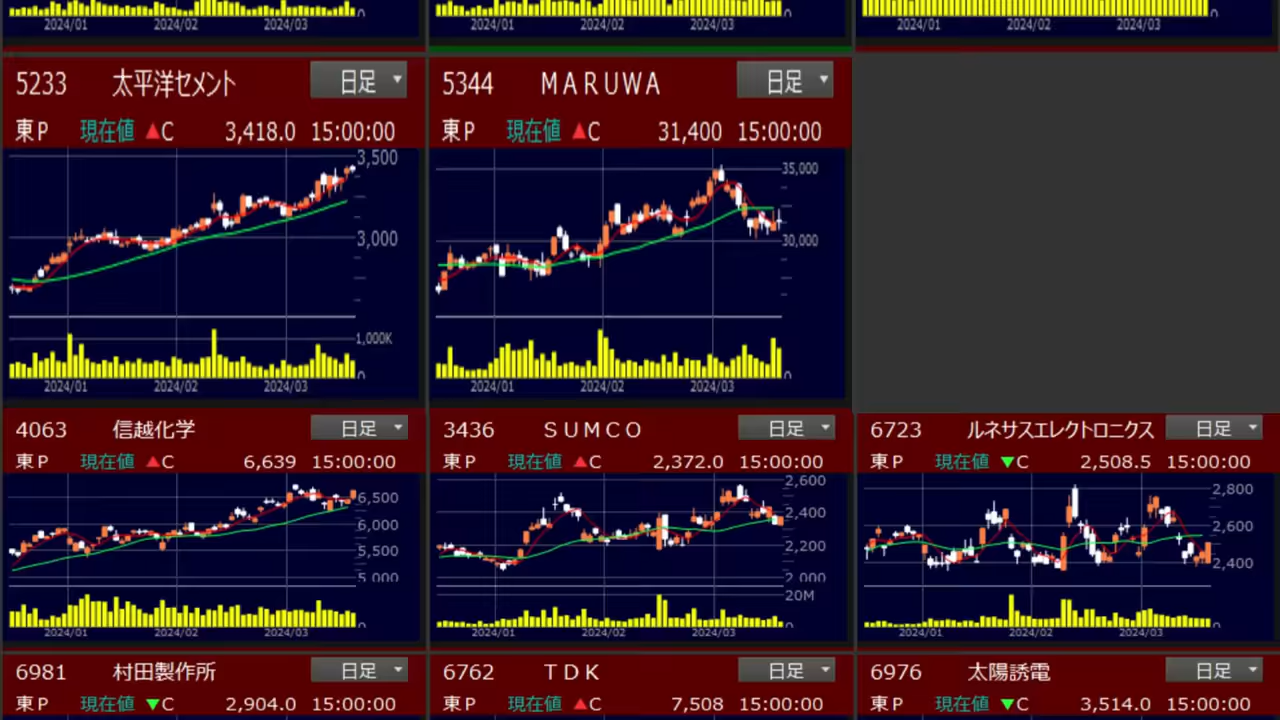 0 0 0
2024/01 2024/02 2024/03 2024/01 2024/02 2024/03 2024/01 2024/02 2024/03
5233 太平洋セメント 日足
東P 現在値 ▲C 3,418.0 15:00:00
3,500
3,000
1,000K
0
2024/01 2024/02 2024/03
5344 MARUWA 日足
東P 現在値 ▲C 31,400 15:00:00
35,000
30,000
0
2024/01 2024/02 2024/03
4063 信越化学 日足
東P 現在値 ▲C 6,639 15:00:00
6,500
6,000
5,500
5,000
0
2024/01 2024/02 2024/03
3436 SUMCO 日足
東P 現在値 ▲C 2,372.0 15:00:00
2,600
2,400
2,200
2,000
20M
0
2024/01 2024/02 2024/03
6723 ルネサスエレクトロニクス 日足
東P 現在値 ▼C 2,508.5 15:00:00
2,800
2,600
2,400
0
2024/01 2024/02 2024/03
6981 村田製作所 日足
東P 現在値 ▼C 2,904.0 15:00:00
6762 TDK 日足
東P 現在値 ▲C 7,508 15:00:00
6976 太陽誘電 日足
東P 現在値 ▼C 3,514.0 15:00:00